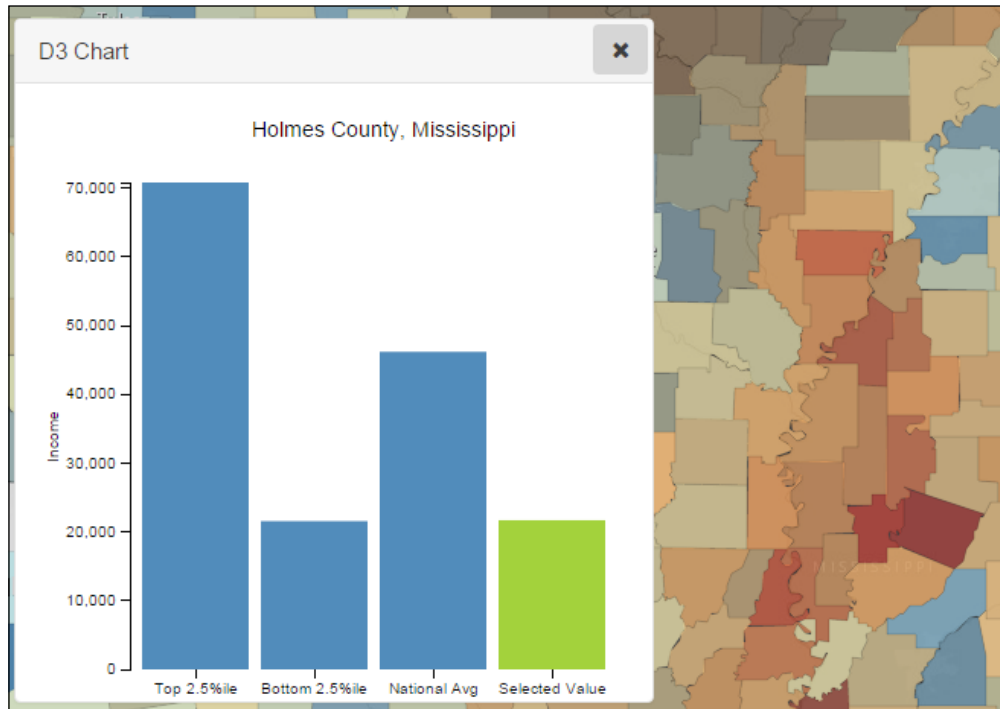 D3 Chart
Holmes County, Mississippi
70,000
60,000
50,000
40,000
30,000
20,000
10,000
0
Income
Top 2.5%ile
Bottom 2.5%ile
National Avg
Selected Value
MISSISSIPPI